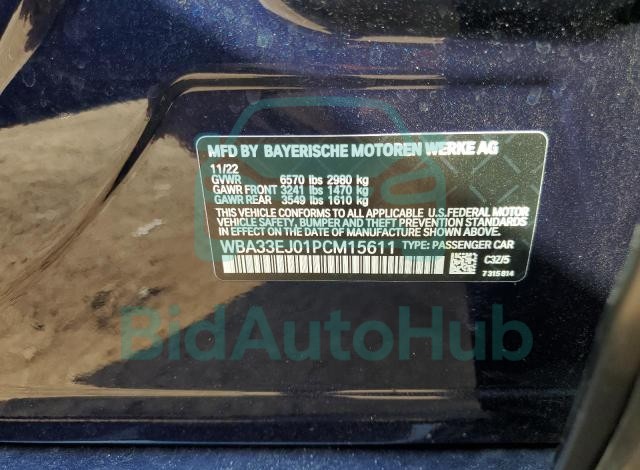 MFD BY BAYERISCHE MOTOREN WERKE AG
11/22
GVWR 6570 lbs 2980 kg
GAWR FRONT 3241 lbs 1470 kg
GAWR REAR 3549 lbs 1610 kg
THIS VEHICLE CONFORMS TO ALL APPLICABLE U.S. FEDERAL MOTOR
VEHICLE SAFETY, BUMPER, AND THEFT PREVENTION STANDARDS
IN EFFECT ON THE DATE OF MANUFACTURE SHOWN ABOVE.
WBA33EJ01PCM15611 TYPE: PASSENGER CAR
C3Z/5
7315814
BidAutoHub